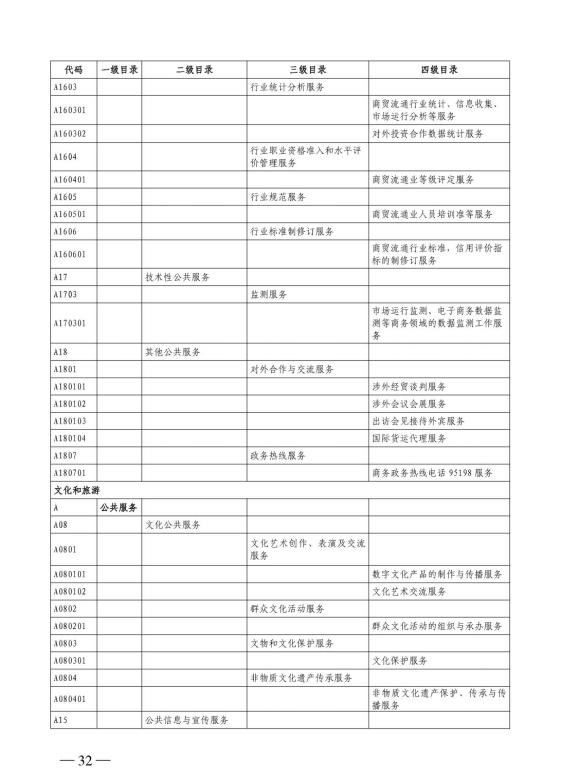 代码 一级目录 二级目录 三级目录 四级目录
A1603 行业统计分析服务
A160301 商贸流通行业统计、信息收集、
市场运行分析等服务
A160302 对外投资合作数据统计服务
A1604 行业职业资格准入和水平评
价管理服务
A160401 商贸流通业等级评定服务
A1605 行业规范服务
A160501 商贸流通业人员培训准等服务
A1606 行业标准制修订服务
A160601 商贸流通行业标准，信用评价指
标的制修订服务
A17 技术性公共服务
A1703 监测服务
A170301 市场运行监测、电子商务数据监
测等商务领域的数据监测工作服
务
A18 其他公共服务
A1801 对外合作与交流服务
A180101 涉外经贸谈判服务
A180102 涉外会议会展服务
A180103 出访会见接待外宾服务
A180104 国际货运代理服务
A1807 政务热线服务
A180701 商务政务热线电话 95198 服务
文化和旅游
A 公共服务
A08 文化公共服务
A0801 文化艺术创作、表演及交流
服务
A080101 数字文化产品的制作与传播服务
A080102 文化艺术交流服务
A0802 群众文化活动服务
A080201 群众文化活动的组织与承办服务
A0803 文物和文化保护服务
A080301 文化保护服务
A0804 非物质文化遗产传承服务
A080401 非物质文化遗产保护、传承与传
播服务
A15 公共信息与宣传服务
— 32 —